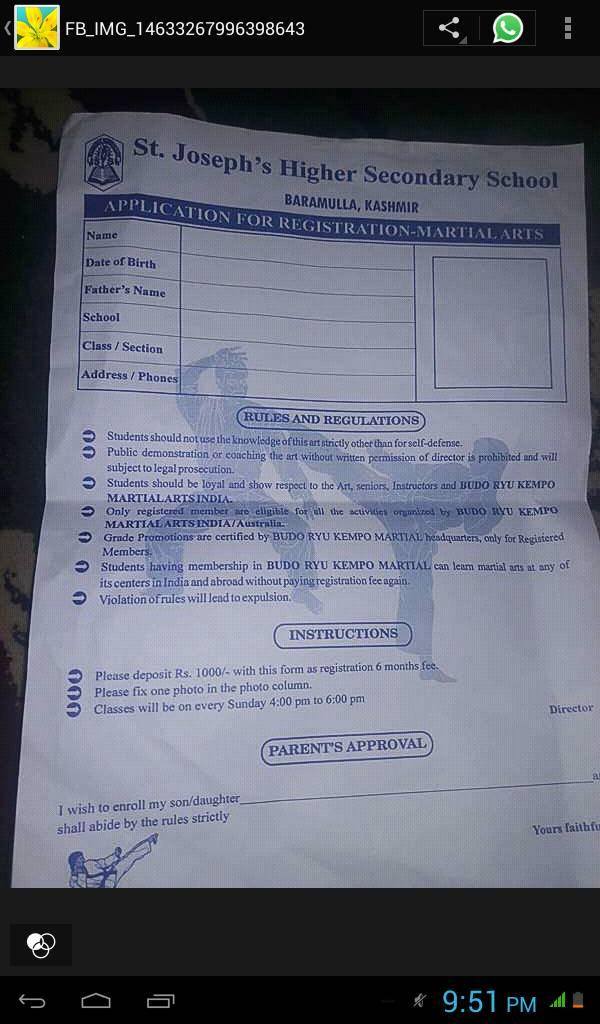 FB_IMG_14633267996398643
St. Joseph's Higher Secondary School
BARAMULLA, KASHMIR
APPLICATION FOR REGISTRATION-MARTIAL ARTS
Name
Date of Birth
Father's Name
School
Class / Section
Address / Phones
RULES AND REGULATIONS
Students should not use the knowledge of this art strictly other than for self-defense.
Public demonstration or coaching the art without written permission of director is prohibited and will
subject to legal prosecution.
Students should be loyal and show respect to the Art, seniors, Instructors and BUDO RYU KEMPO
MARTIAL ARTS INDIA.
Only registered member are eligible for all the activities organized by BUDO RYU KEMPO
MARTIAL ARTS INDIA/Australia.
Grade Promotions are certified by BUDO RYU KEMPO MARTIAL headquarters, only for Registered
Members.
Students having membership in BUDO RYU KEMPO MARTIAL can learn martial arts at any of
its centers in India and abroad without paying registration fee again.
Violation of rules will lead to expulsion.
INSTRUCTIONS
Please deposit Rs. 1000/- with this form as registration 6 months fee.
Please fix one photo in the photo column.
Classes will be on every Sunday 4:00 pm to 6:00 pm
Director
PARENT'S APPROVAL
I wish to enroll my son/daughter
shall abide by the rules strictly
Yours
9:51 PM